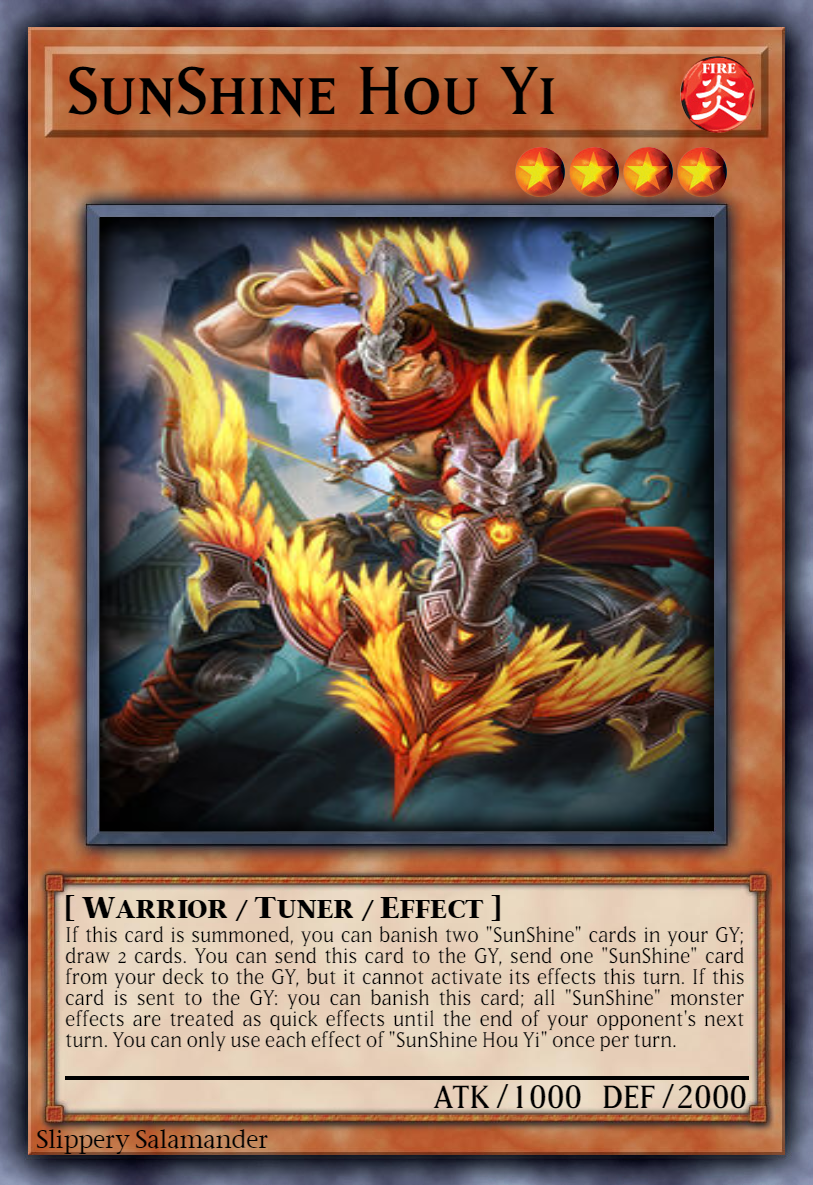 SunShine Hou Yi
FIRE
炎
[ Warrior / Tuner / Effect ]
If this card is summoned, you can banish two "SunShine" cards in your GY;
draw 2 cards. You can send this card to the GY, send one "SunShine" card
from your deck to the GY, but it cannot activate its effects this turn. If this
card is sent to the GY: you can banish this card; all "SunShine" monster
effects are treated as quick effects until the end of your opponent's next
turn. You can only use each effect of "SunShine Hou Yi" once per turn.
ATK/1000 DEF/2000
Slippery Salamander